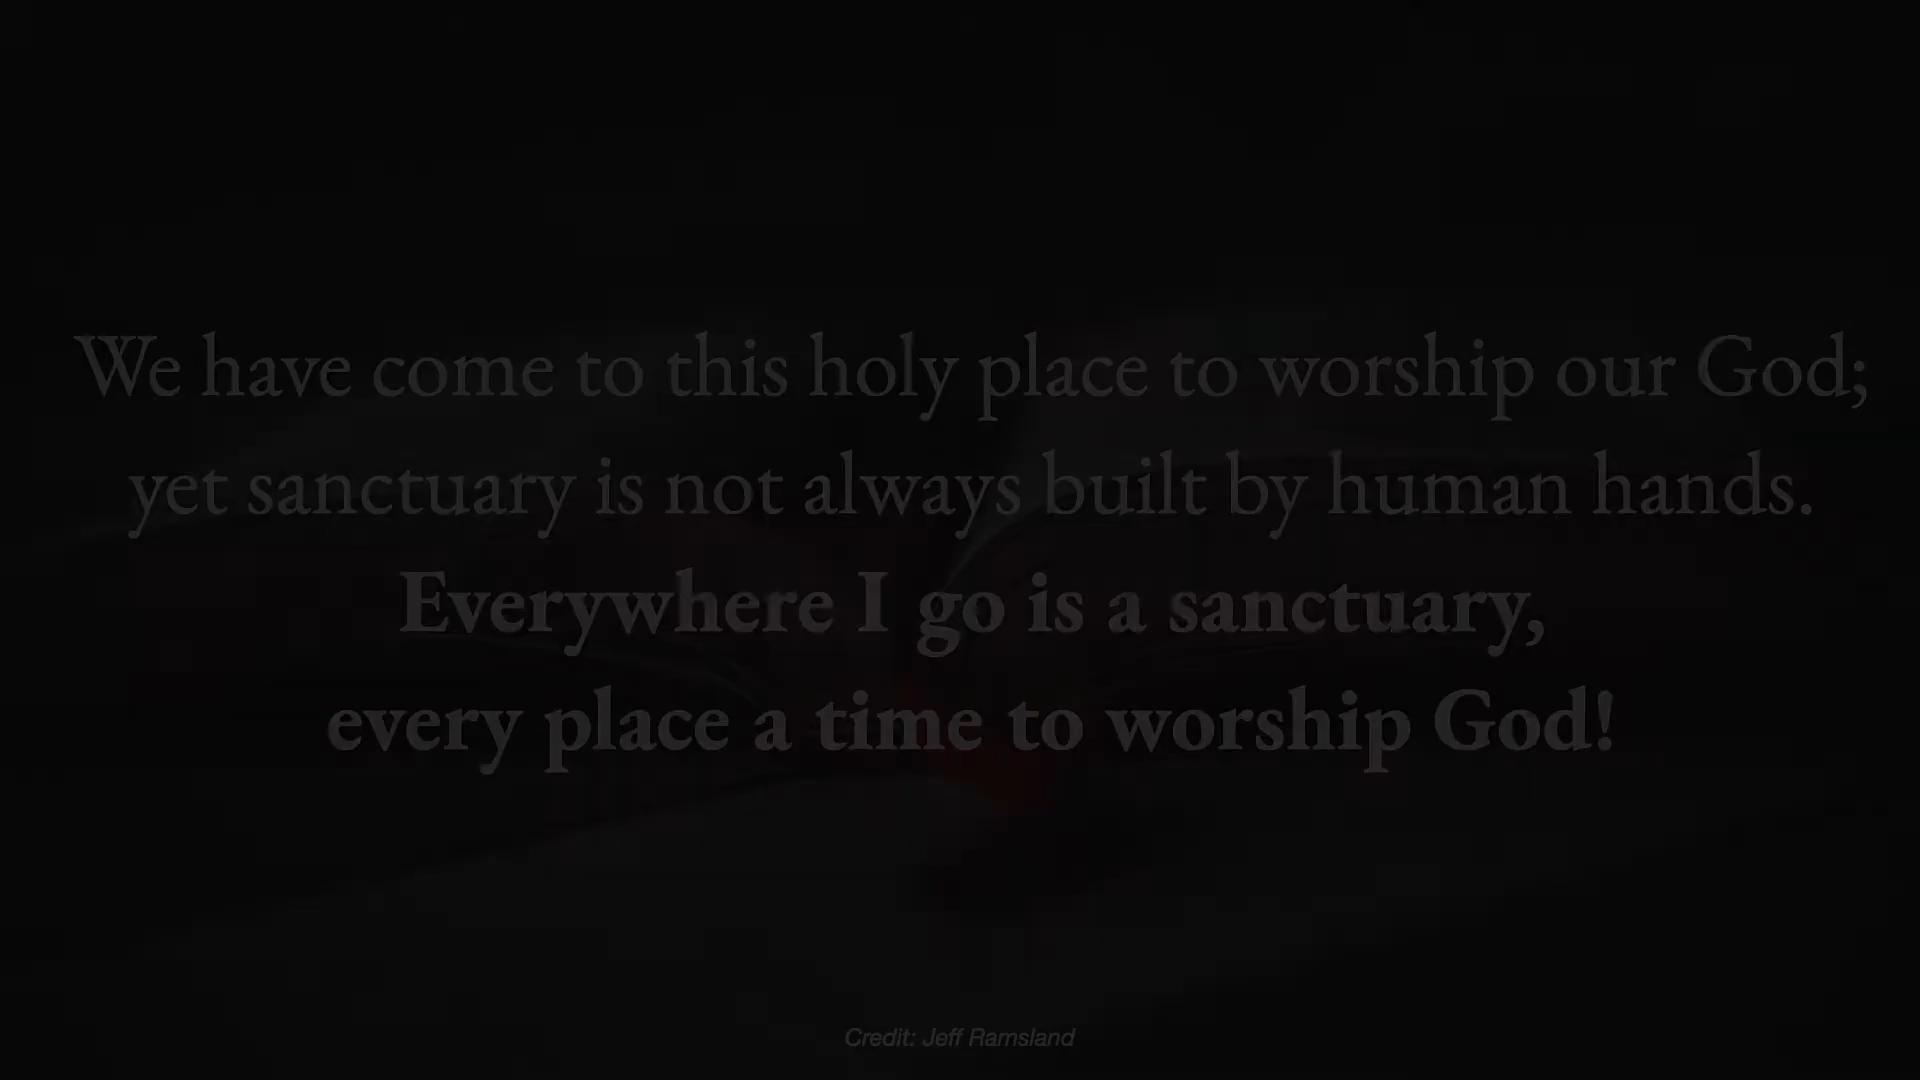 We have come to this holy place to worship our God;
yet sanctuary is not always built by human hands.
Everywhere I go is a sanctuary,
every place a time to worship God!
Credit: Jeff Ramsland